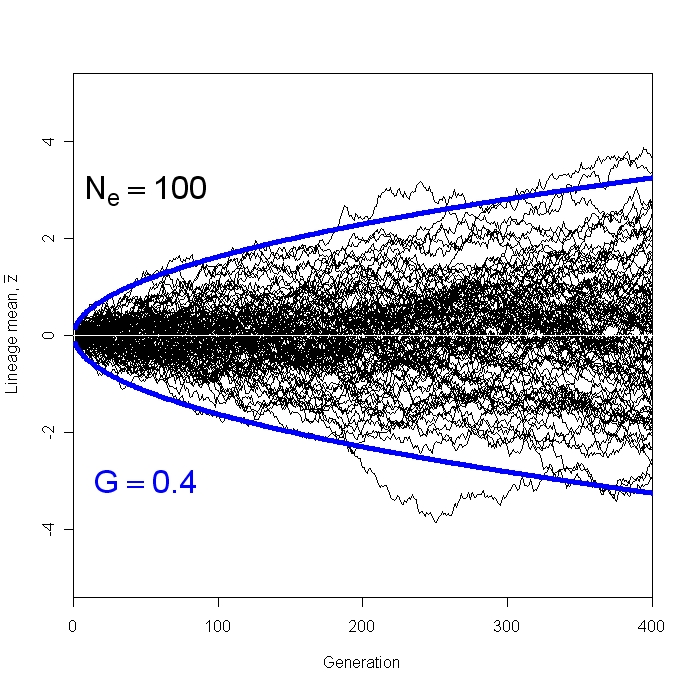 4
Nₑ = 100
2
Lineage mean, z̅
0
-2
G = 0.4
-4
0 100 200 300 400
Generation